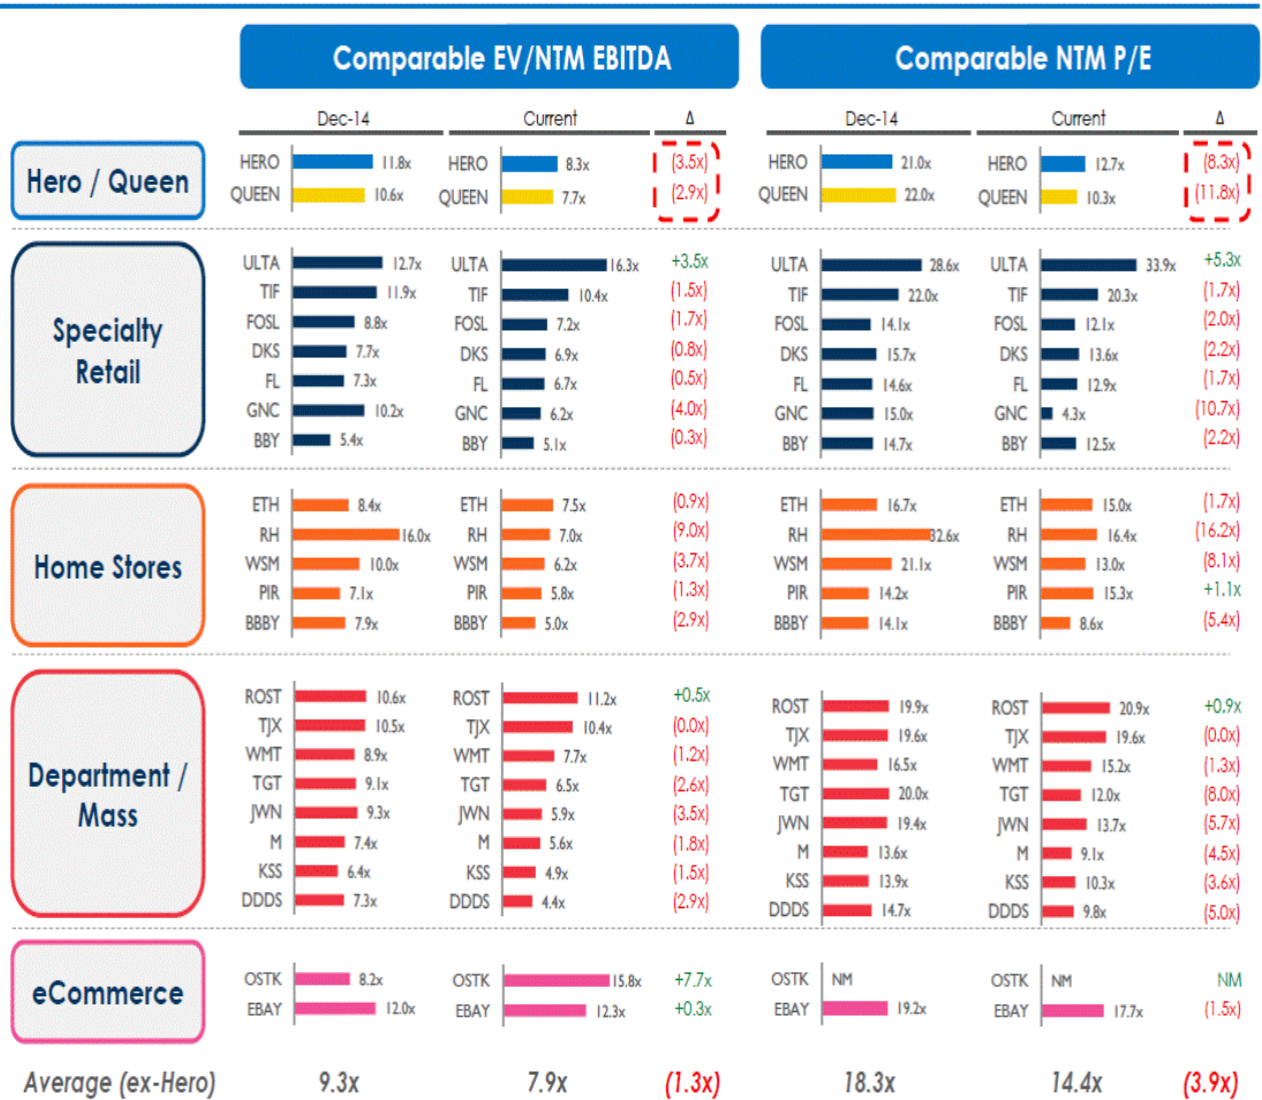 Comparable EV/NTM EBITDA Comparable NTM P/E
Dec-14 Current Δ Dec-14 Current Δ
Hero / Queen
HERO 11.8x HERO 8.3x (3.5x) HERO 21.0x HERO 12.7x (8.3x)
QUEEN 10.6x QUEEN 7.7x (2.9x) QUEEN 22.0x QUEEN 10.3x (11.8x)
Specialty
Retail
ULTA 12.7x ULTA 16.3x +3.5x ULTA 28.6x ULTA 33.9x +5.3x
TIF 11.9x TIF 10.4x (1.5x) TIF 22.0x TIF 20.3x (1.7x)
FOSL 8.8x FOSL 7.2x (1.7x) FOSL 14.1x FOSL 12.1x (2.0x)
DKS 7.7x DKS 6.9x (0.8x) DKS 15.7x DKS 13.6x (2.2x)
FL 7.3x FL 6.7x (0.5x) FL 14.6x FL 12.9x (1.7x)
GNC 10.2x GNC 6.2x (4.0x) GNC 15.0x GNC 4.3x (10.7x)
BBY 5.4x BBY 5.1x (0.3x) BBY 14.7x BBY 12.5x (2.2x)
Home Stores
ETH 8.4x ETH 7.5x (0.9x) ETH 16.7x ETH 15.0x (1.7x)
RH 16.0x RH 7.0x (9.0x) RH 32.6x RH 16.4x (16.2x)
WSM 10.0x WSM 6.2x (3.7x) WSM 21.1x WSM 13.0x (8.1x)
PIR 7.1x PIR 5.8x (1.3x) PIR 14.2x PIR 15.3x +1.1x
BBBY 7.9x BBBY 5.0x (2.9x) BBBY 14.1x BBBY 8.6x (5.4x)
Department /
Mass
ROST 10.6x ROST 11.2x +0.5x ROST 19.9x ROST 20.9x +0.9x
TJX 10.5x TJX 10.4x (0.0x) TJX 19.6x TJX 19.6x (0.0x)
WMT 8.9x WMT 7.7x (1.2x) WMT 16.5x WMT 15.2x (1.3x)
TGT 9.1x TGT 6.5x (2.6x) TGT 20.0x TGT 12.0x (8.0x)
JWN 9.3x JWN 5.9x (3.5x) JWN 19.4x JWN 13.7x (5.7x)
M 7.4x M 5.6x (1.8x) M 13.6x M 9.1x (4.5x)
KSS 6.4x KSS 4.9x (1.5x) KSS 13.9x KSS 10.3x (3.6x)
DDDS 7.3x DDDS 4.4x (2.9x) DDDS 14.7x DDDS 9.8x (5.0x)
eCommerce
OSTK 8.2x OSTK 15.8x +7.7x OSTK NM OSTK NM NM
EBAY 12.0x EBAY 12.3x +0.3x EBAY 19.2x EBAY 17.7x (1.5x)
Average (ex-Hero) 9.3x 7.9x (1.3x) 18.3x 14.4x (3.9x)